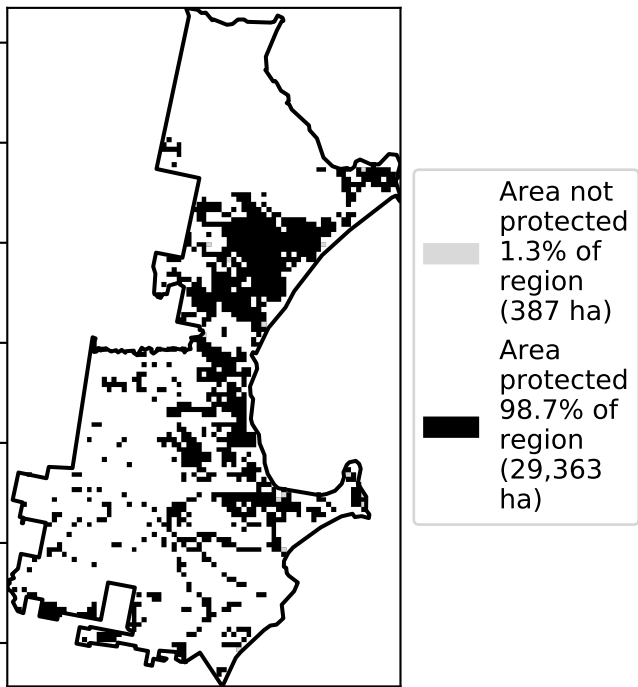 Area not
protected
1.3% of
region
(387 ha)
Area
protected
98.7% of
region
(29,363
ha)